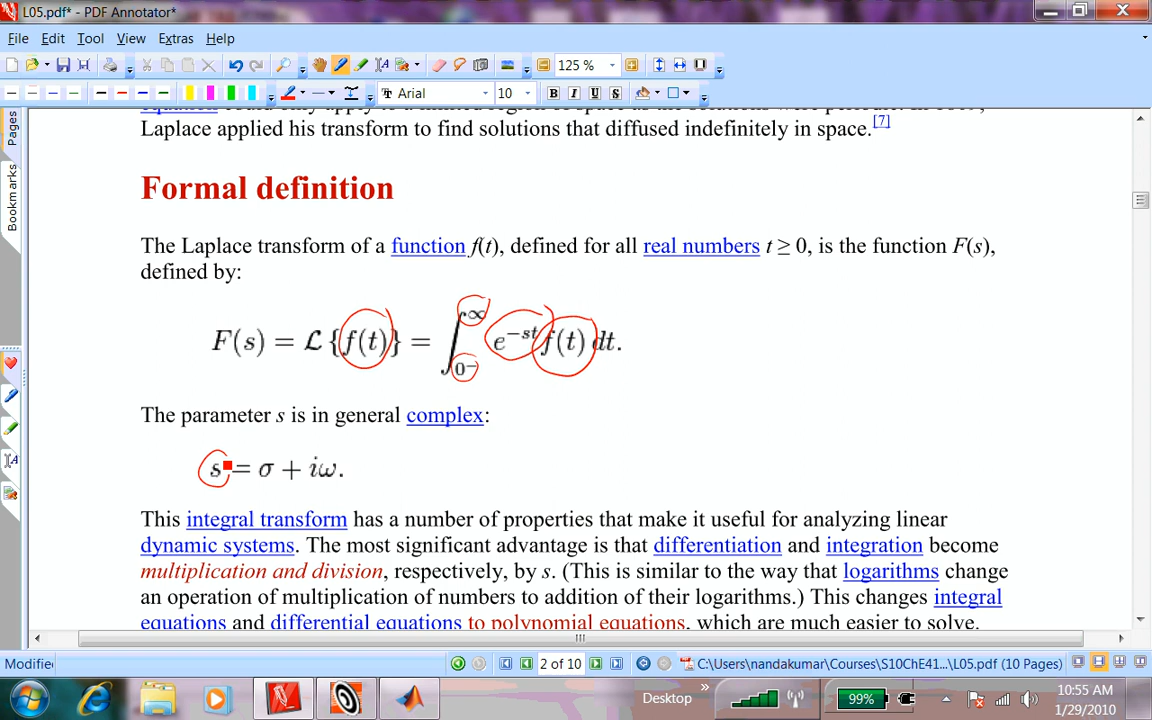 L05.pdf* - PDF Annotator*
File Edit Tool View Extras Help
125 %
Arial 10 B I U S
Pages
Bookmarks
Laplace applied his transform to find solutions that diffused indefinitely in space.[7]
Formal definition
The Laplace transform of a function f(t), defined for all real numbers t ≥ 0, is the function F(s),
defined by:
F(s) = ℒ {f(t)} = ∫₀₋^∞ e^−st f(t) dt.
The parameter s is in general complex:
s = σ + iω.
This integral transform has a number of properties that make it useful for analyzing linear
dynamic systems. The most significant advantage is that differentiation and integration become
multiplication and division, respectively, by s. (This is similar to the way that logarithms change
an operation of multiplication of numbers to addition of their logarithms.) This changes integral
equations and differential equations to polynomial equations, which are much easier to solve.
Modifie
2 of 10
C:\Users\nandakumar\Courses\S10ChE41...\L05.pdf (10 Pages)
Desktop
»
99%
10:55 AM
1/29/2010